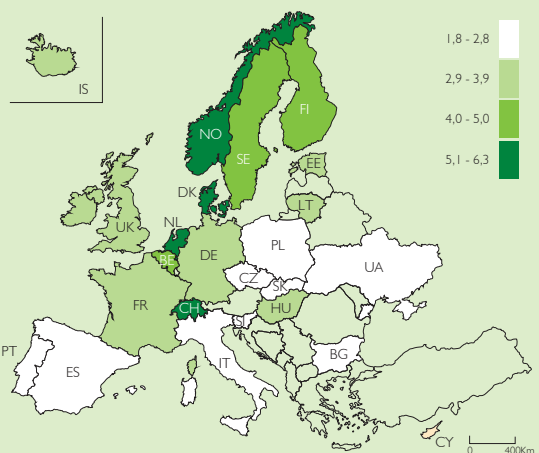 IS
1,8 - 2,8
2,9 - 3,9
4,0 - 5,0
5,1 - 6,3
NO
FI
SE
EE
DK
LT
UK
NL
DE
PL
BE
UA
CZ
SK
FR
CH
HU
SI
PT
ES
IT
BG
CY
0 400Km